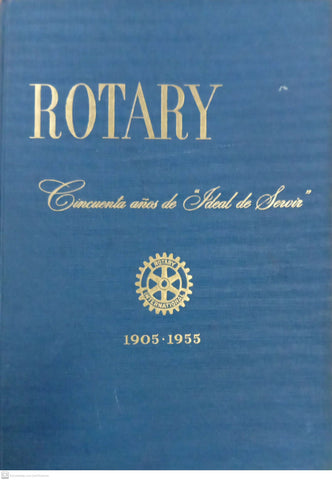 ROTARY
Cincuenta años de "Ideal de Servir"
ROTARY
INTERNATIONAL
1905 · 1955